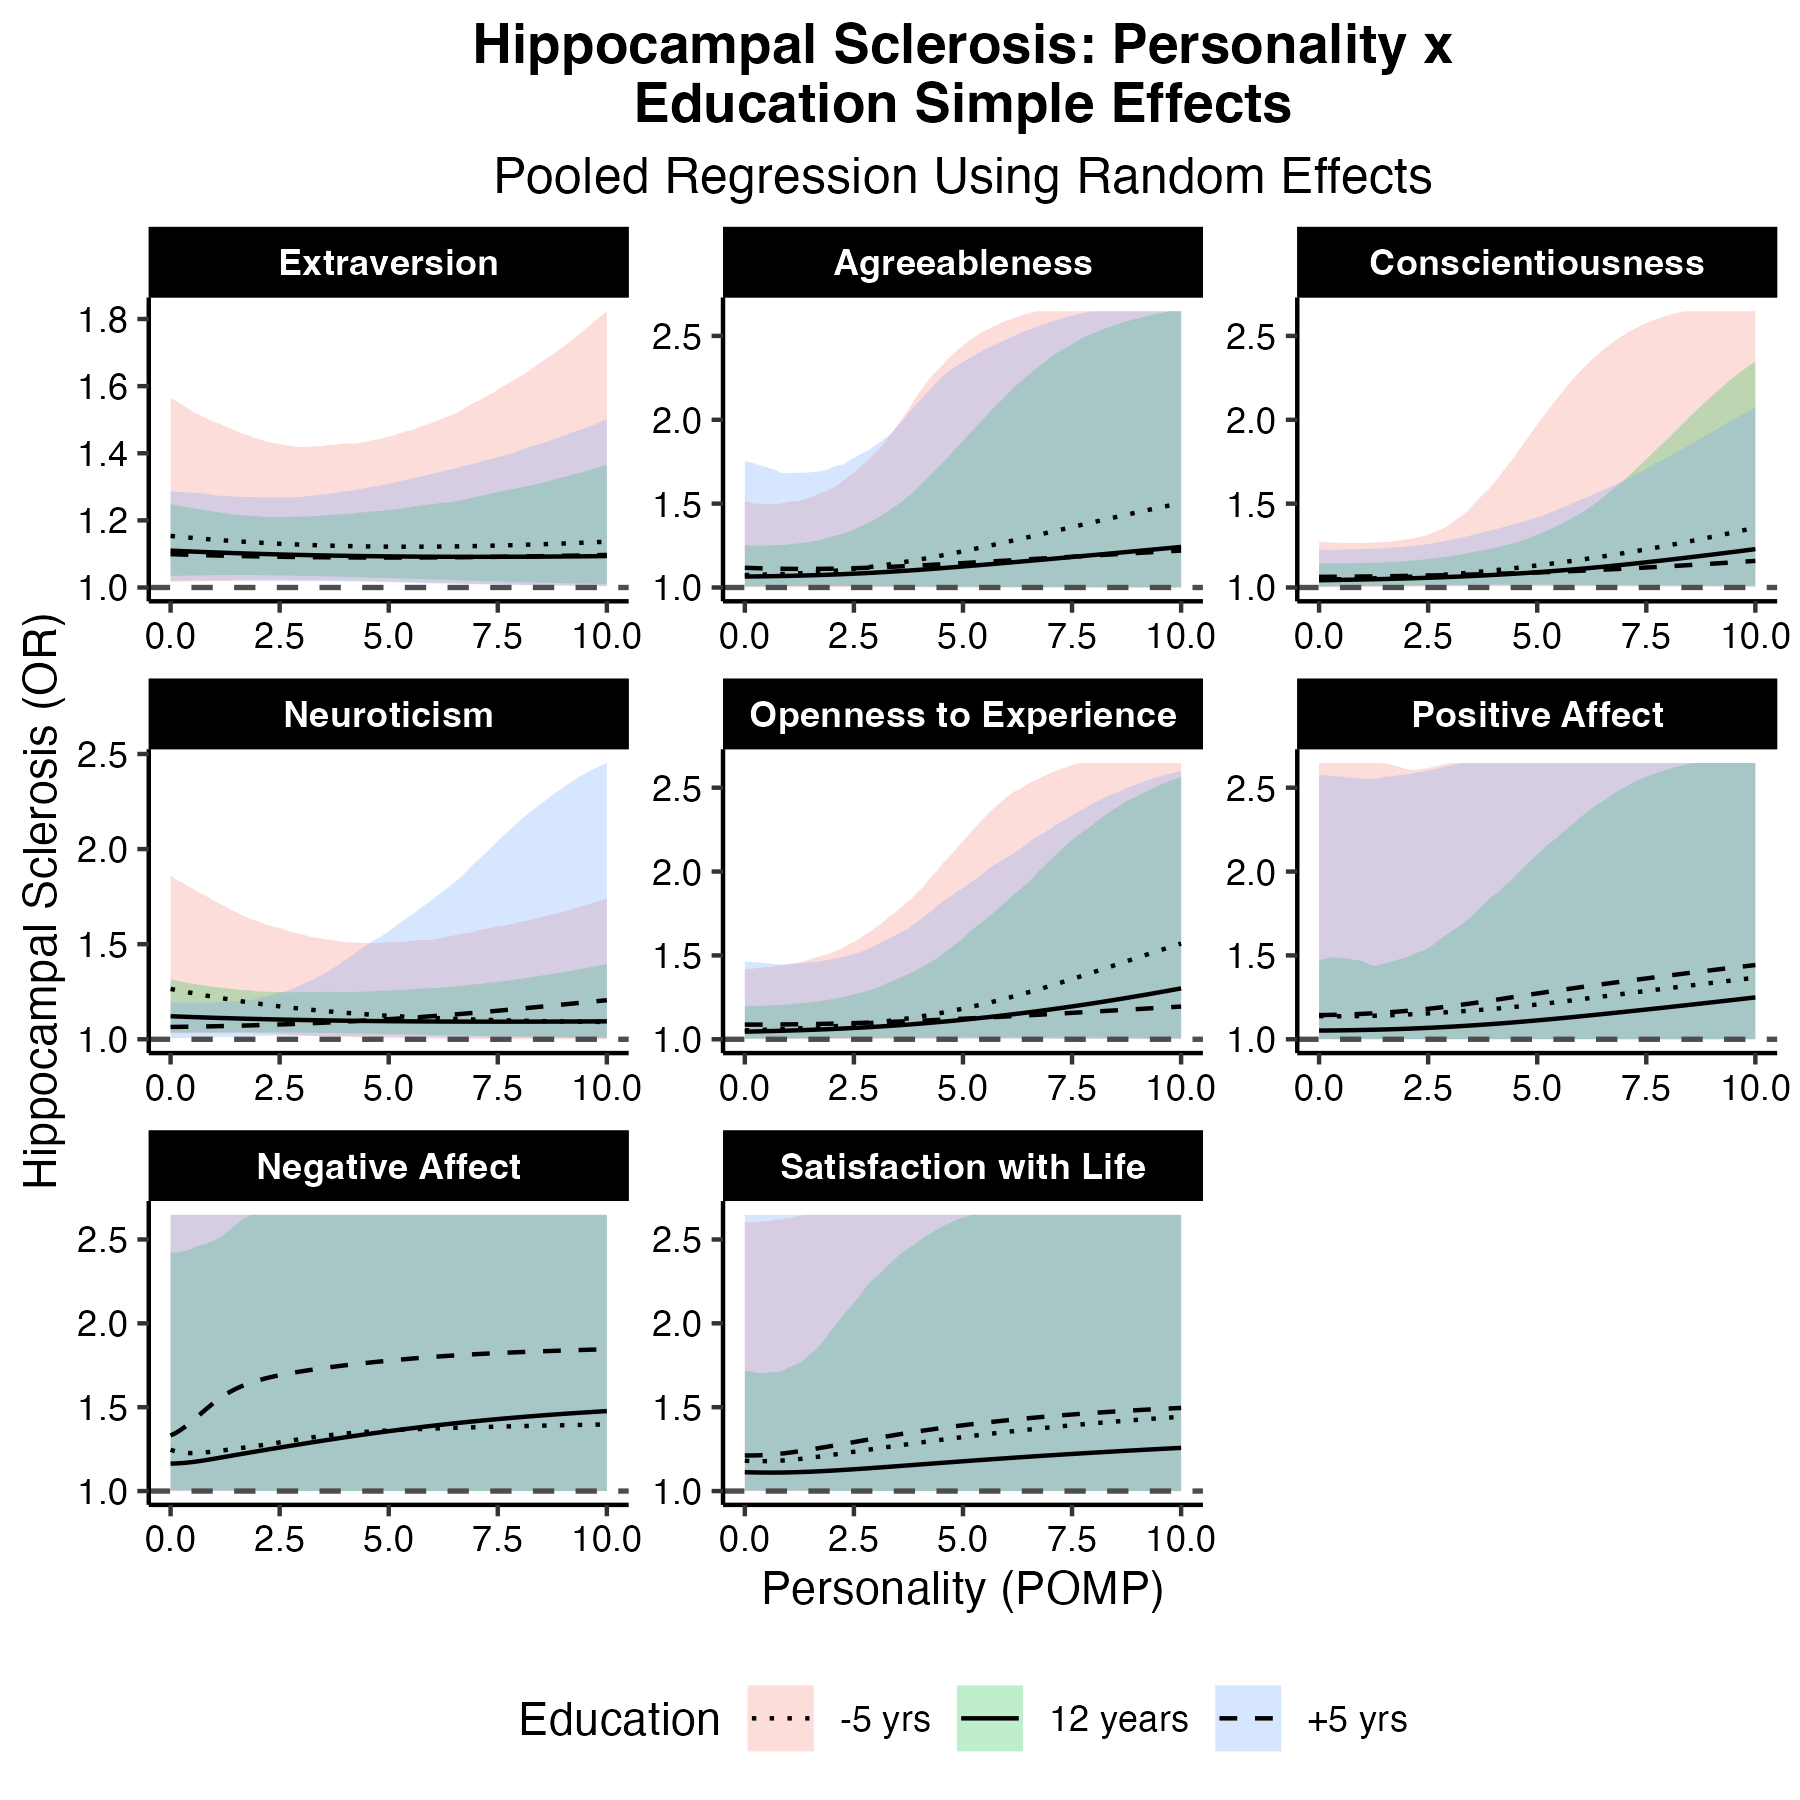 Hippocampal Sclerosis: Personality x
Education Simple Effects
Pooled Regression Using Random Effects
Hippocampal Sclerosis (OR)
Extraversion
1.8
1.6
1.4
1.2
1.0
0.0 2.5 5.0 7.5 10.0
Agreeableness
2.5
2.0
1.5
1.0
0.0 2.5 5.0 7.5 10.0
Conscientiousness
2.5
2.0
1.5
1.0
0.0 2.5 5.0 7.5 10.0
Neuroticism
2.5
2.0
1.5
1.0
0.0 2.5 5.0 7.5 10.0
Openness to Experience
2.5
2.0
1.5
1.0
0.0 2.5 5.0 7.5 10.0
Positive Affect
2.5
2.0
1.5
1.0
0.0 2.5 5.0 7.5 10.0
Negative Affect
2.5
2.0
1.5
1.0
0.0 2.5 5.0 7.5 10.0
Satisfaction with Life
2.5
2.0
1.5
1.0
0.0 2.5 5.0 7.5 10.0
Personality (POMP)
Education -5 yrs 12 years +5 yrs